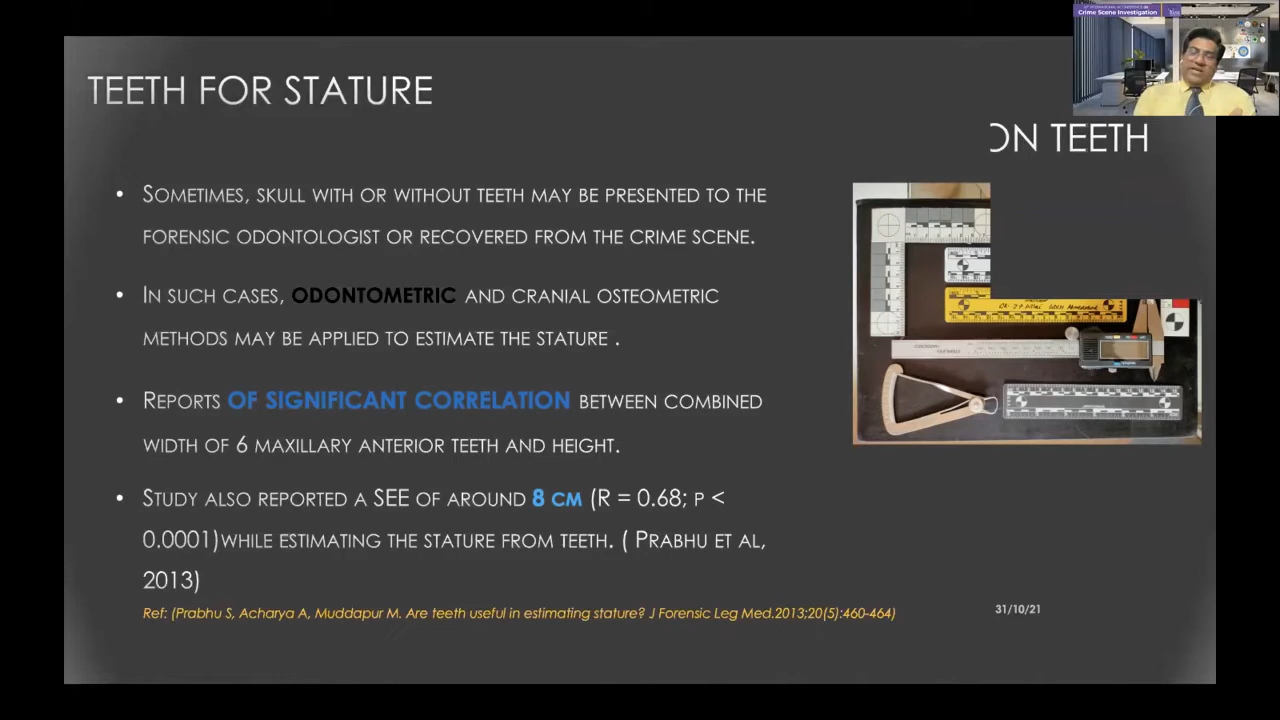 Crime Scene Investigation
TEETH FOR STATURE
ON TEETH
• SOMETIMES, SKULL WITH OR WITHOUT TEETH MAY BE PRESENTED TO THE
FORENSIC ODONTOLOGIST OR RECOVERED FROM THE CRIME SCENE.
• IN SUCH CASES, ODONTOMETRIC AND CRANIAL OSTEOMETRIC
METHODS MAY BE APPLIED TO ESTIMATE THE STATURE .
• REPORTS OF SIGNIFICANT CORRELATION BETWEEN COMBINED
WIDTH OF 6 MAXILLARY ANTERIOR TEETH AND HEIGHT.
• STUDY ALSO REPORTED A SEE OF AROUND 8 CM (R = 0.68; P <
0.0001)WHILE ESTIMATING THE STATURE FROM TEETH. ( PRABHU ET AL,
2013)
Ref: (Prabhu S, Acharya A, Muddapur M. Are teeth useful in estimating stature? J Forensic Leg Med.2013;20(5):460-464)
31/10/21